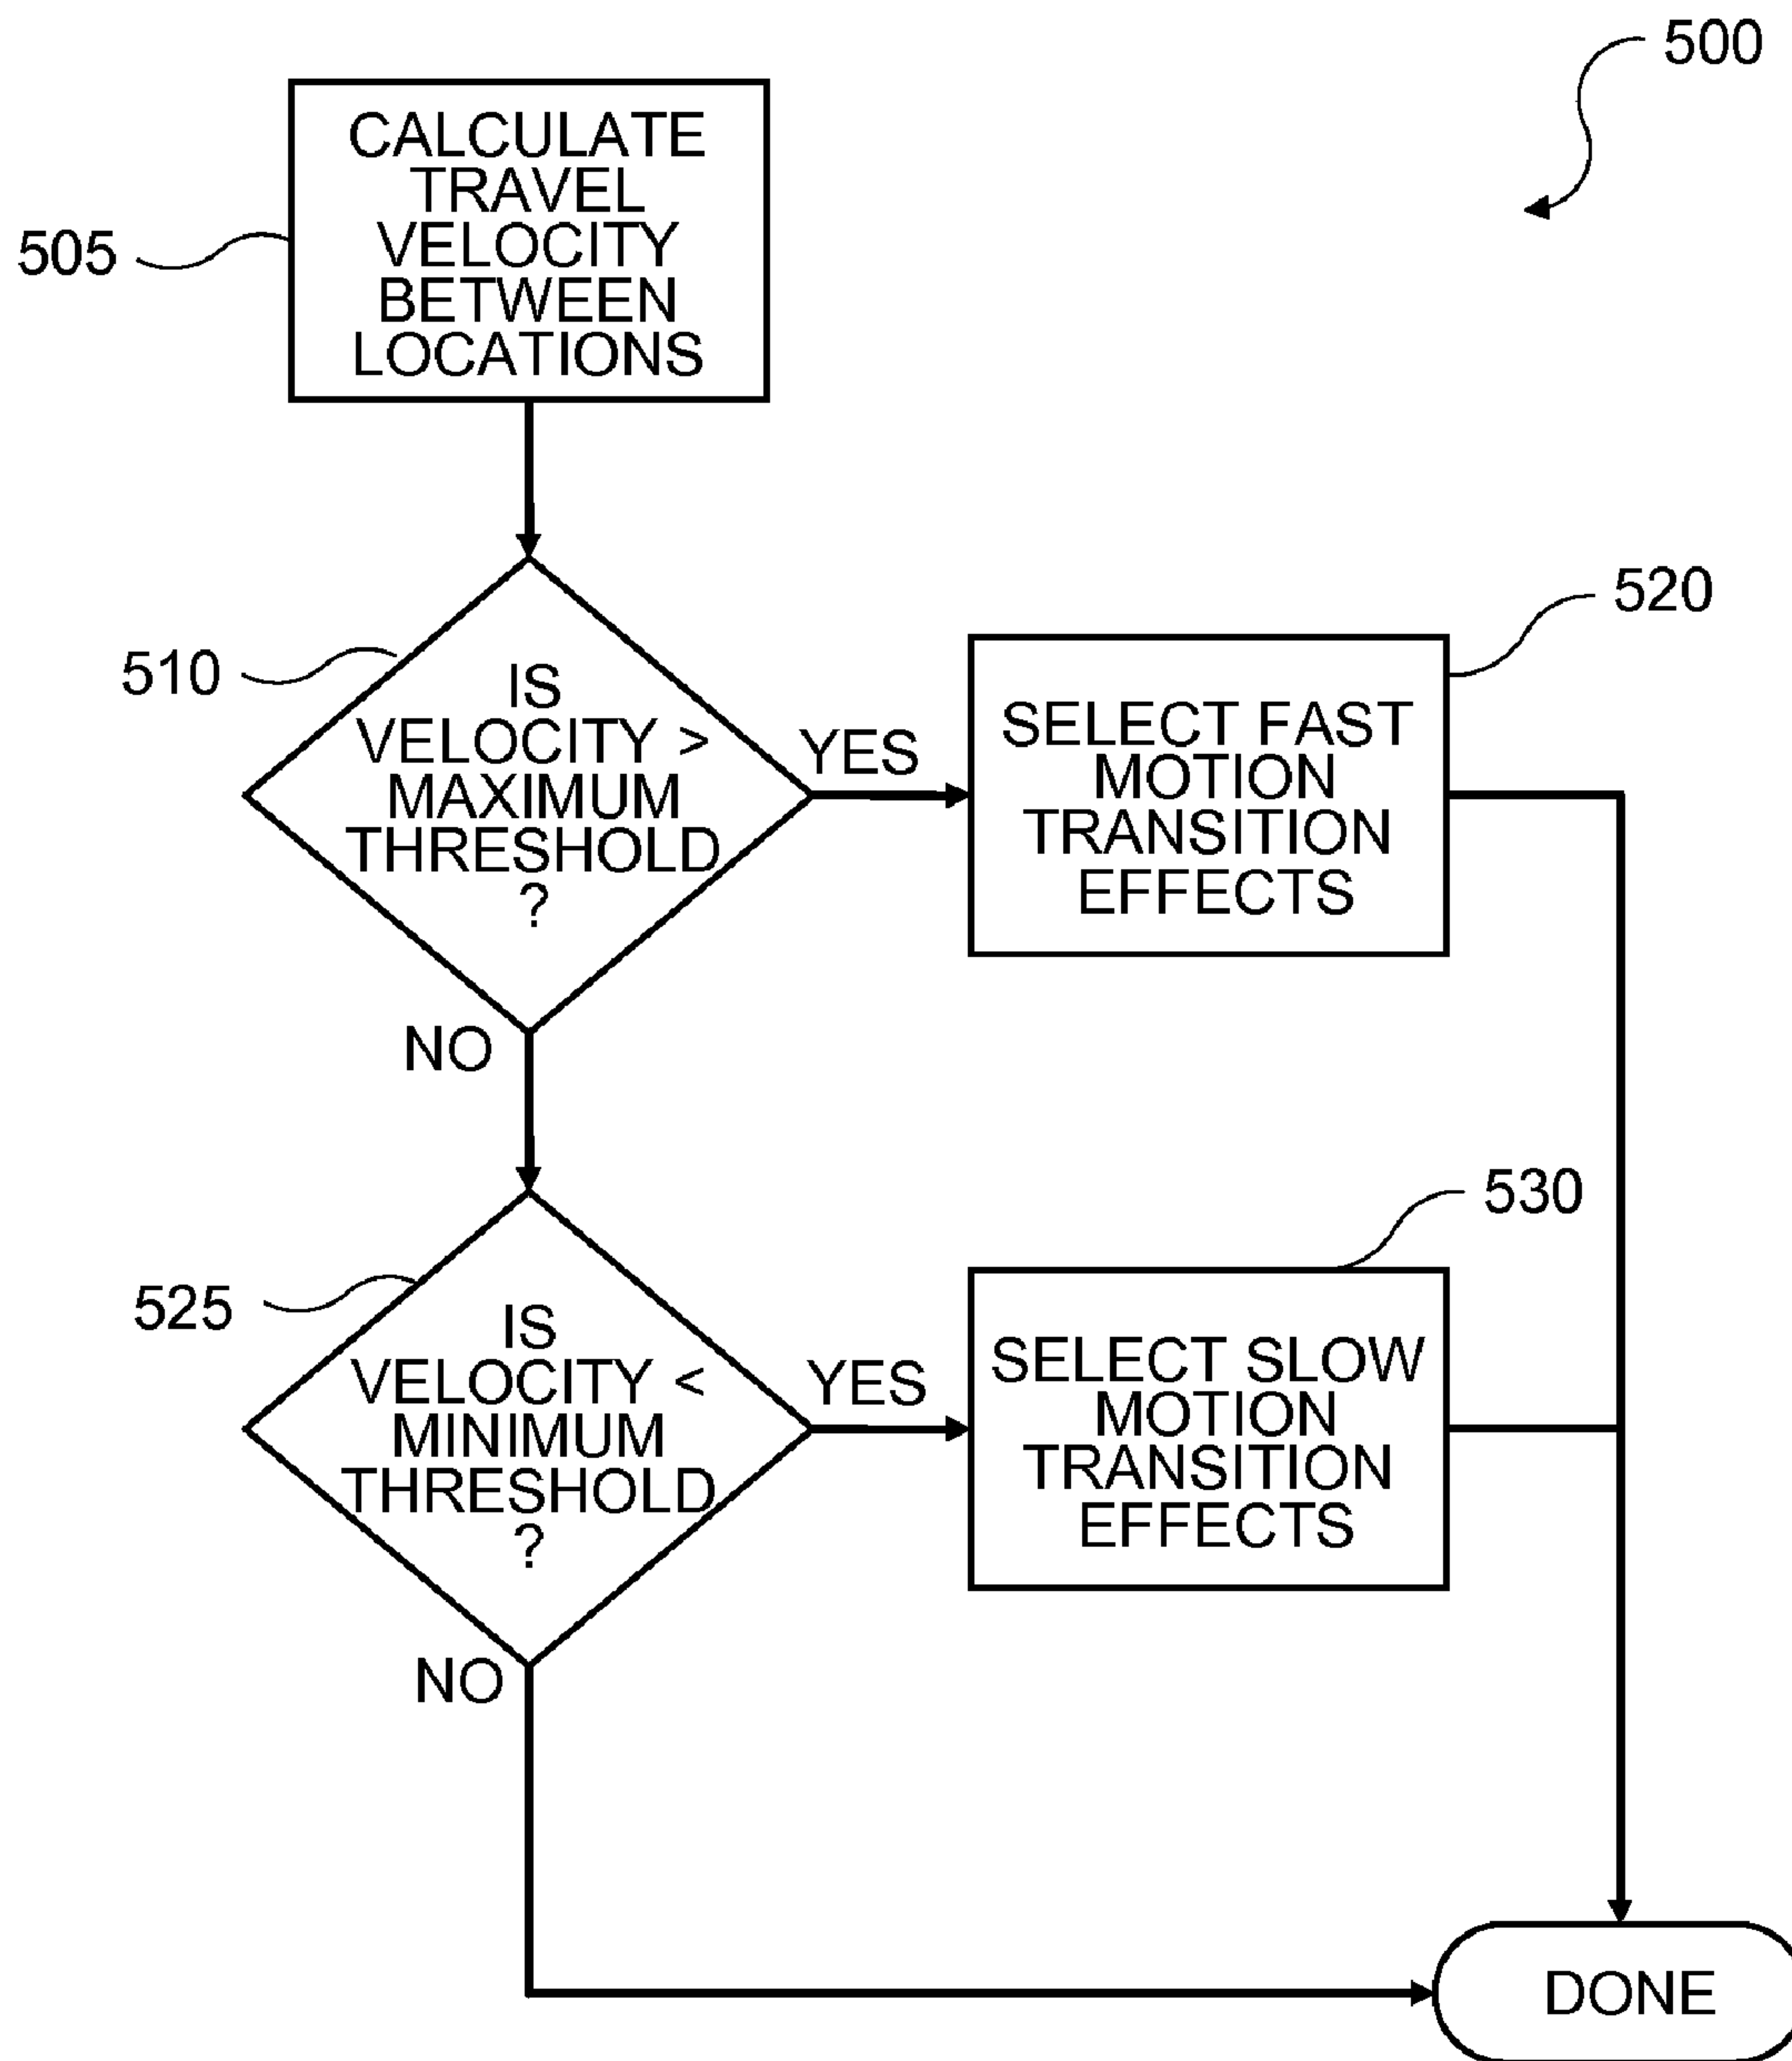 500
CALCULATE
TRAVEL
VELOCITY
BETWEEN
LOCATIONS
505
510
IS
VELOCITY >
MAXIMUM
THRESHOLD
?
YES
520
SELECT FAST
MOTION
TRANSITION
EFFECTS
NO
525
IS
VELOCITY <
MINIMUM
THRESHOLD
?
YES
530
SELECT SLOW
MOTION
TRANSITION
EFFECTS
NO
DONE